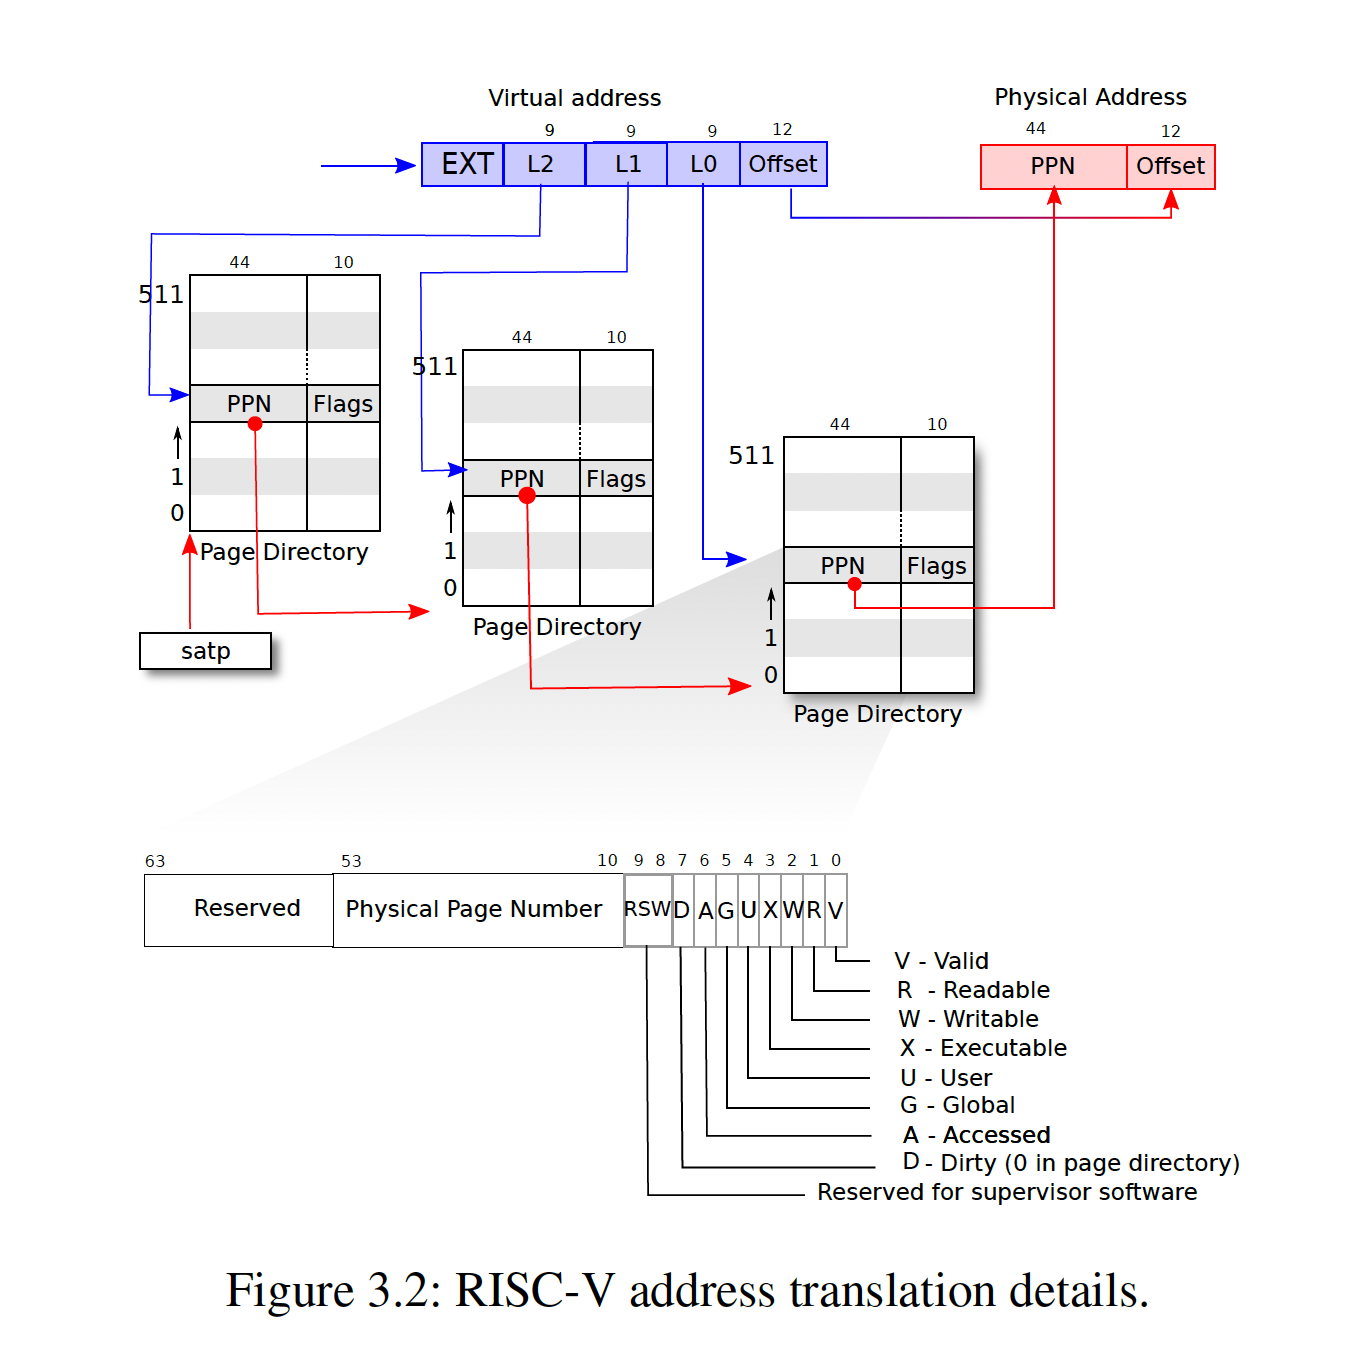 Virtual address
Physical Address
9 9 9 12
44 12
EXT L2 L1 L0 Offset
PPN Offset
44 10
511
PPN Flags
1
0
Page Directory
satp
44 10
511
PPN Flags
1
0
Page Directory
44 10
511
PPN Flags
1
0
Page Directory
63 53 10 9 8 7 6 5 4 3 2 1 0
Reserved Physical Page Number RSW D A G U X W R V
V - Valid
R - Readable
W - Writable
X - Executable
U - User
G - Global
A - Accessed
D - Dirty (0 in page directory)
Reserved for supervisor software
Figure 3.2: RISC-V address translation details.